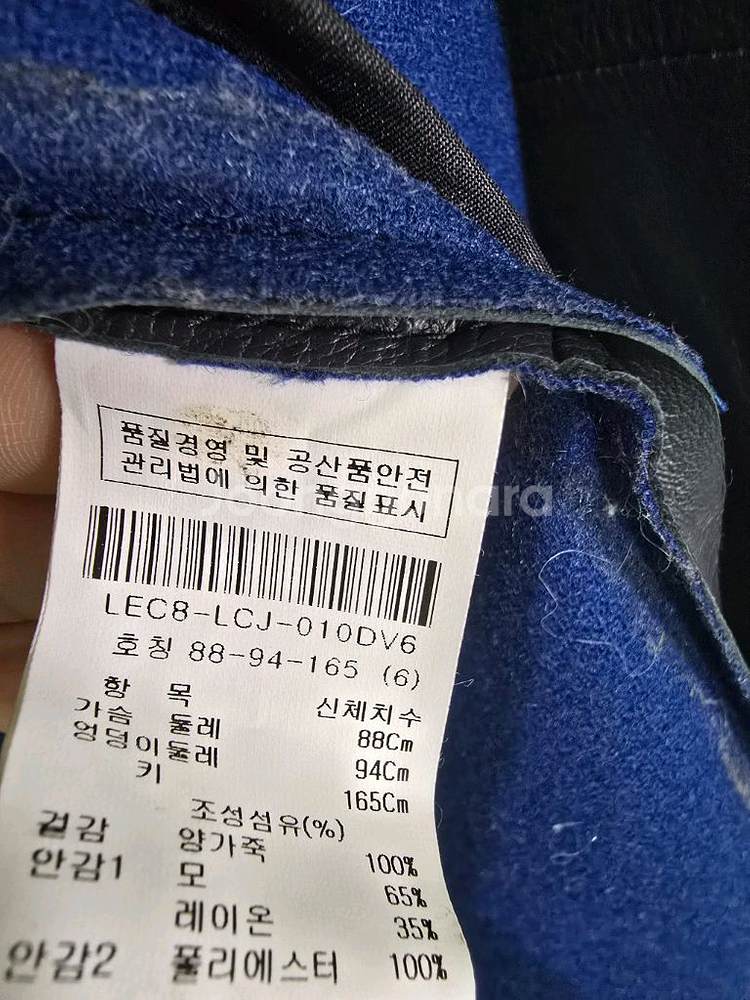 품질경영 및 공산품안전
관리법에 의한 품질표시
LEC8-LCJ-010DV6
호칭 88-94-165 (6)
항 목 신체치수
가슴 둘레 88Cm
엉덩이둘레 94Cm
키 165Cm
조성섬유(%)
겉감 양가죽 100%
안감1 모 65%
레이온 35%
안감2 폴리에스터 100%